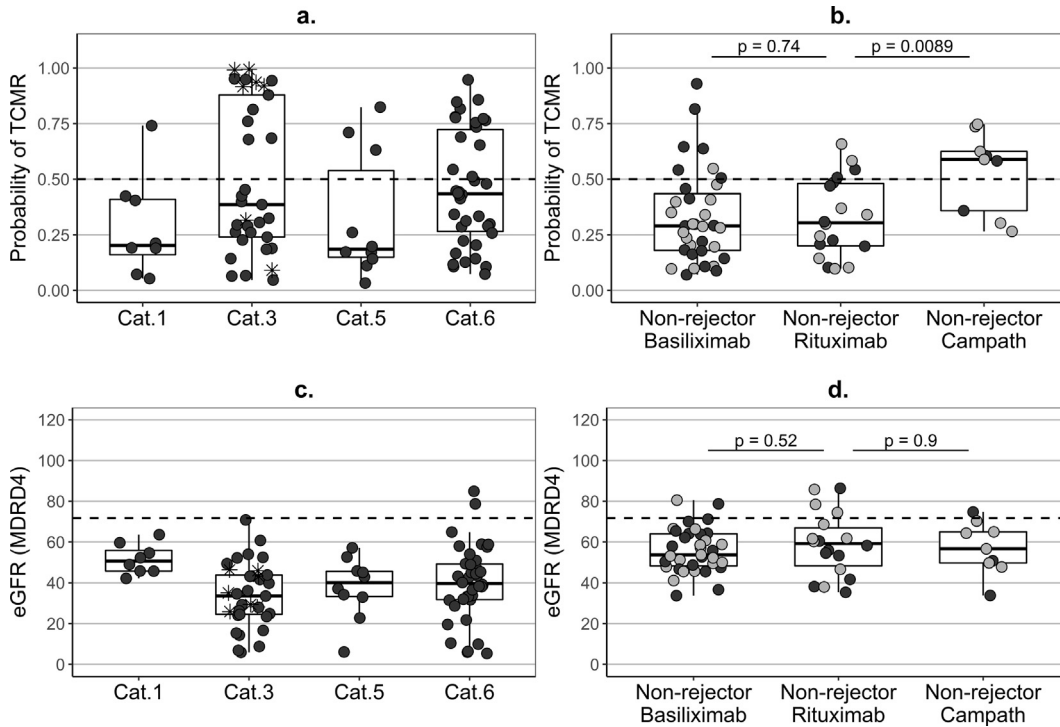 a.
Probability of TCMR
1.00
0.75
0.50
0.25
0.00
Cat.1 Cat.3 Cat.5 Cat.6
b.
Probability of TCMR
p = 0.74 p = 0.0089
1.00
0.75
0.50
0.25
0.00
Non-rejector Non-rejector Non-rejector
Basiliximab Rituximab Campath
c.
eGFR (MDRD4)
120
100
80
60
40
20
0
Cat.1 Cat.3 Cat.5 Cat.6
d.
eGFR (MDRD4)
120
p = 0.52 p = 0.9
100
80
60
40
20
0
Non-rejector Non-rejector Non-rejector
Basiliximab Rituximab Campath